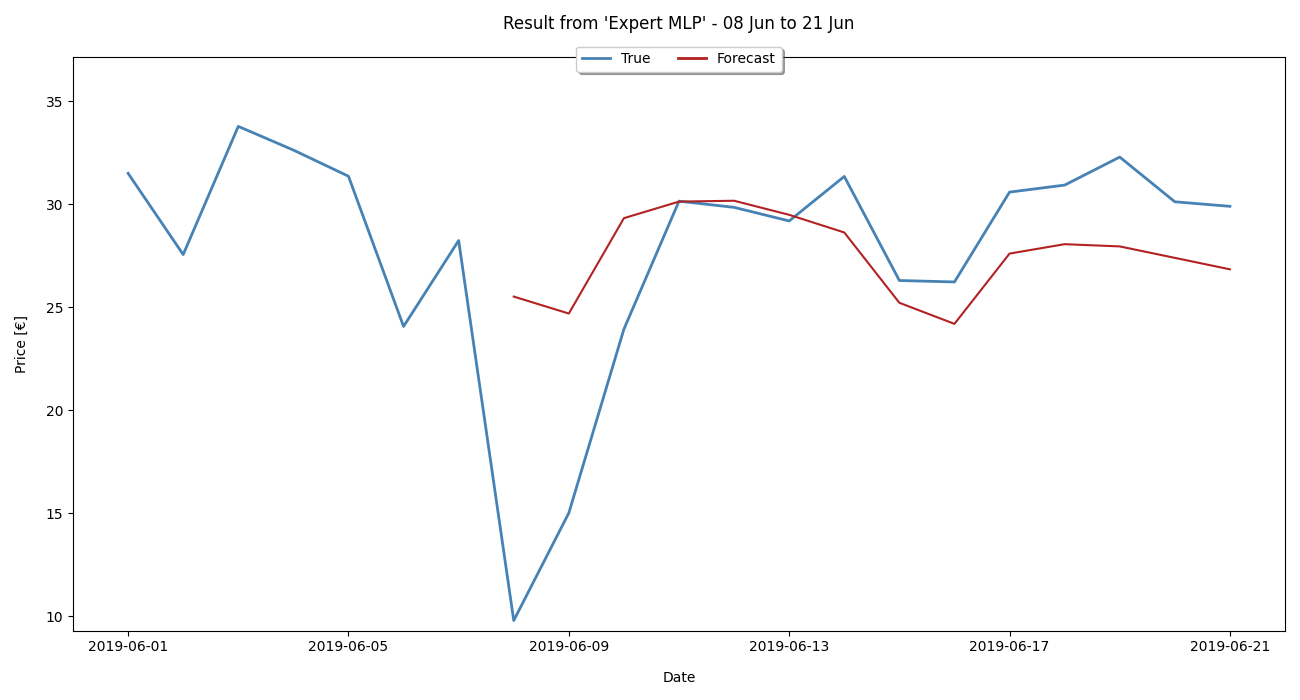 Result from 'Expert MLP' - 08 Jun to 21 Jun
True Forecast
35
30
25
20
15
10
Price [€]
2019-06-01 2019-06-05 2019-06-09 2019-06-13 2019-06-17 2019-06-21
Date